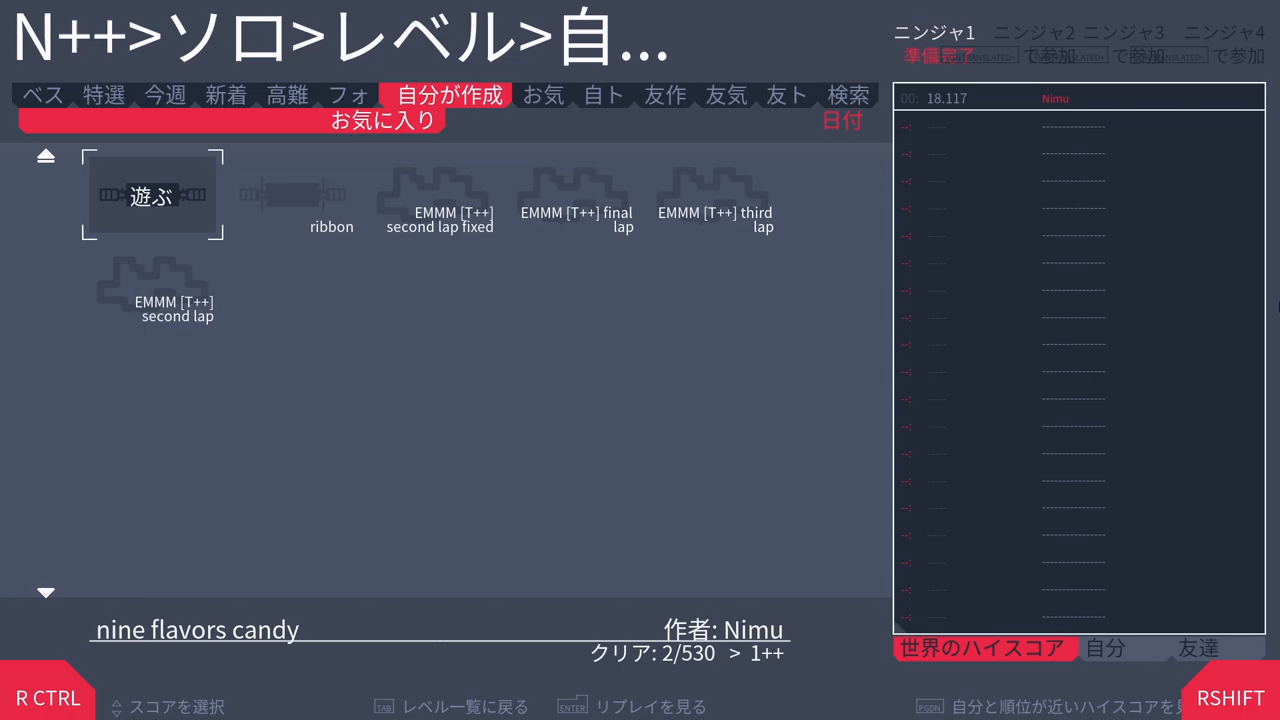 N++>ソロ>レベル>自...
ニンジャ1 ニンジャ2 ニンジャ3 ニンジャ4
準備完了 で参加 で参加 で参加
ベス 特選 今週 新着 高難 フォ 自分が作成 お気 自ト 友作 友気 友ト 検索
お気に入り 日付
00: 18.117 Nimu
遊ぶ
ribbon
EMMM [T++]
second lap fixed
EMMM [T++] final
lap
EMMM [T++] third
lap
EMMM [T++]
second lap
nine flavors candy 作者: Nimu
クリア: 2/530 > 1++
世界のハイスコア 自分 友達
R CTRL スコアを選択 TAB レベル一覧に戻る ENTER リプレイを見る PGDN 自分と順位が近いハイスコアを見 RSHIFT